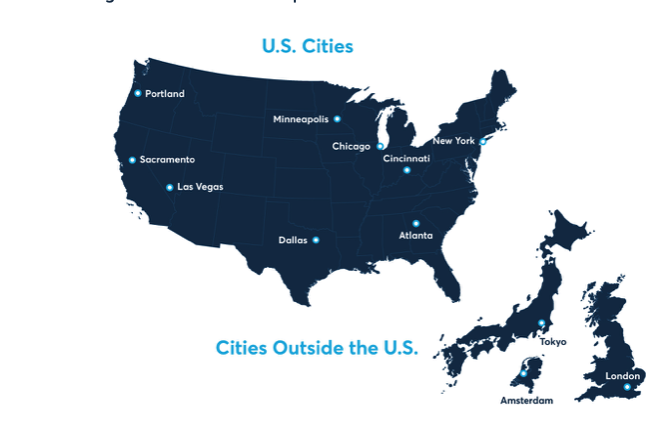 U.S. Cities
Portland
Minneapolis
Chicago
New York
Cincinnati
Sacramento
Las Vegas
Atlanta
Dallas
Cities Outside the U.S.
Tokyo
London
Amsterdam